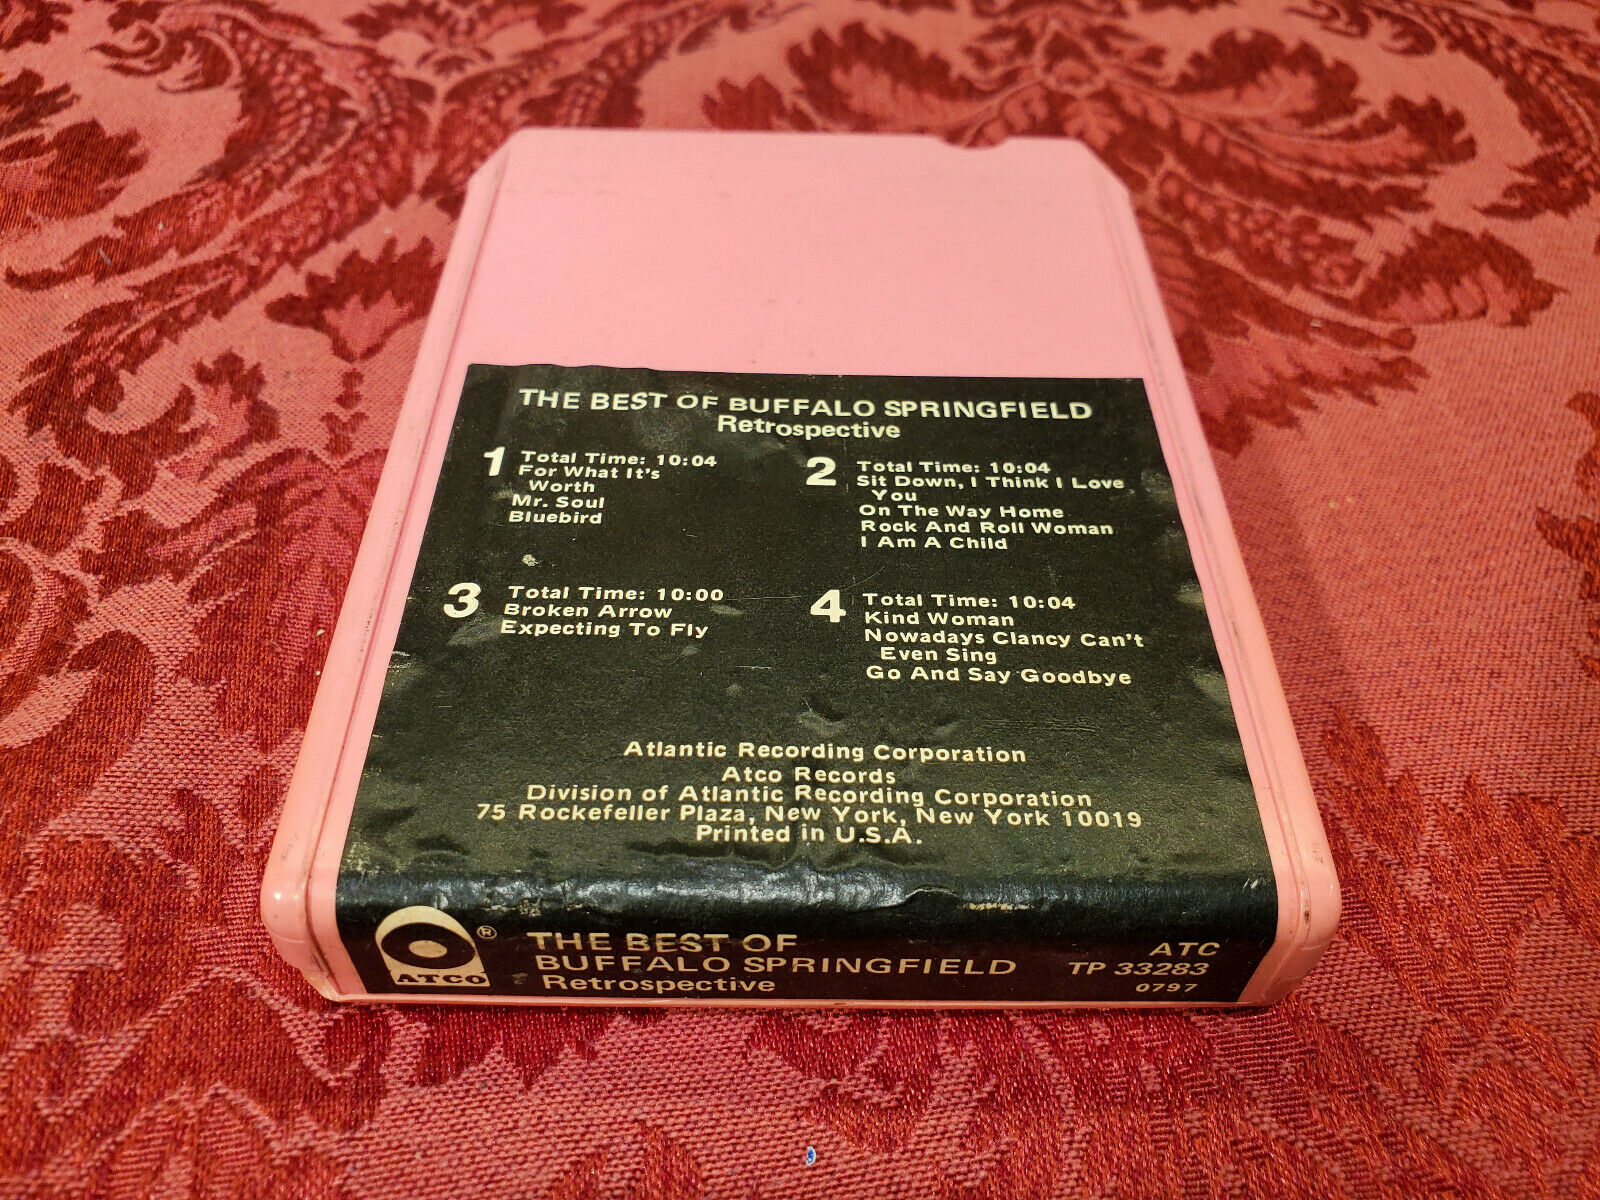 THE BEST OF BUFFALO SPRINGFIELD
Retrospective
1 Total Time: 10:04
For What It's
Worth
Mr. Soul
Bluebird
2 Total Time: 10:04
Sit Down, I Think I Love
You
On The Way Home
Rock And Roll Woman
I Am A Child
3 Total Time: 10:00
Broken Arrow
Expecting To Fly
4 Total Time: 10:04
Kind Woman
Nowadays Clancy Can't
Even Sing
Go And Say Goodbye
Atlantic Recording Corporation
Atco Records
Division of Atlantic Recording Corporation
75 Rockefeller Plaza, New York, New York 10019
Printed in U.S.A.
ATCO ®
THE BEST OF
BUFFALO SPRINGFIELD
Retrospective
ATC
TP 33283
0797